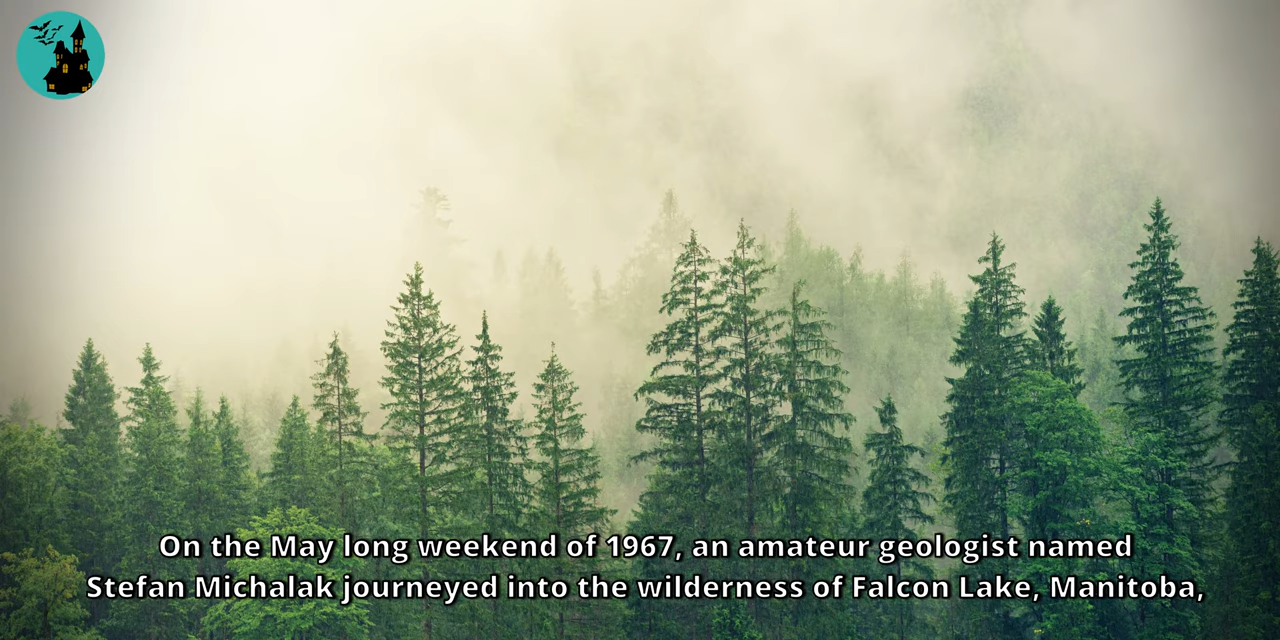 On the May long weekend of 1967, an amateur geologist named
Stefan Michalak journeyed into the wilderness of Falcon Lake, Manitoba,